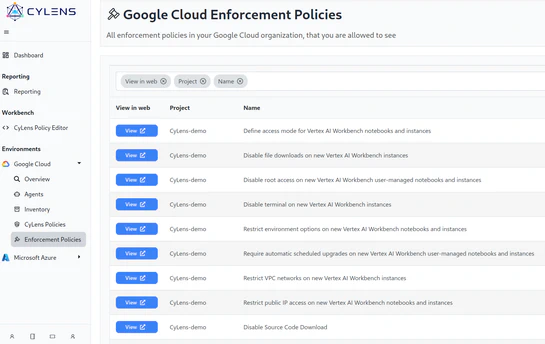 CYLENS
Google Cloud Enforcement Policies
All enforcement policies in your Google Cloud organization, that you are allowed to see
Dashboard
Reporting
Reporting
Workbench
CyLens Policy Editor
Environments
Google Cloud
Overview
Agents
Inventory
CyLens Policies
Enforcement Policies
Microsoft Azure
View in web Project Name
View in web Project Name
View CyLens-demo Define access mode for Vertex AI Workbench notebooks and instances
View CyLens-demo Disable file downloads on new Vertex AI Workbench instances
View CyLens-demo Disable root access on new Vertex AI Workbench user-managed notebooks and instances
View CyLens-demo Disable terminal on new Vertex AI Workbench instances
View CyLens-demo Restrict environment options on new Vertex AI Workbench notebooks and instances
View CyLens-demo Require automatic scheduled upgrades on new Vertex AI Workbench user-managed notebooks and instances
View CyLens-demo Restrict VPC networks on new Vertex AI Workbench instances
View CyLens-demo Restrict public IP access on new Vertex AI Workbench notebooks and instances
View CyLens-demo Disable Source Code Download